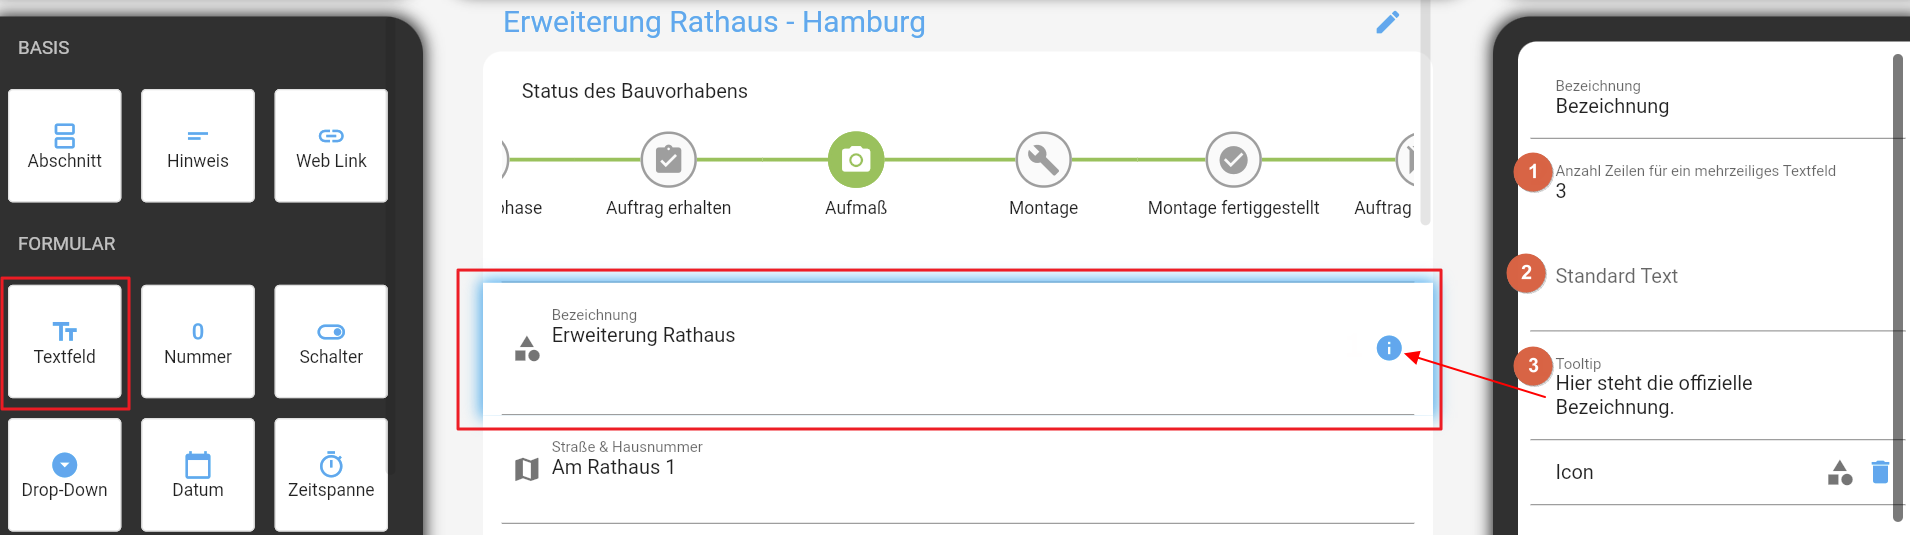 BASIS
Abschnitt
Hinweis
Web Link
FORMULAR
Textfeld
0
Nummer
Schalter
Drop-Down
Datum
Zeitspanne
Erweiterung Rathaus - Hamburg
Status des Bauvorhabens
phase
Auftrag erhalten
Aufmaß
Montage
Montage fertiggestellt
Auftrag
Bezeichnung
Erweiterung Rathaus
Straße & Hausnummer
Am Rathaus 1
Bezeichnung
Bezeichnung
1
Anzahl Zeilen für ein mehrzeiliges Textfeld
3
2
Standard Text
3
Tooltip
Hier steht die offizielle
Bezeichnung.
Icon